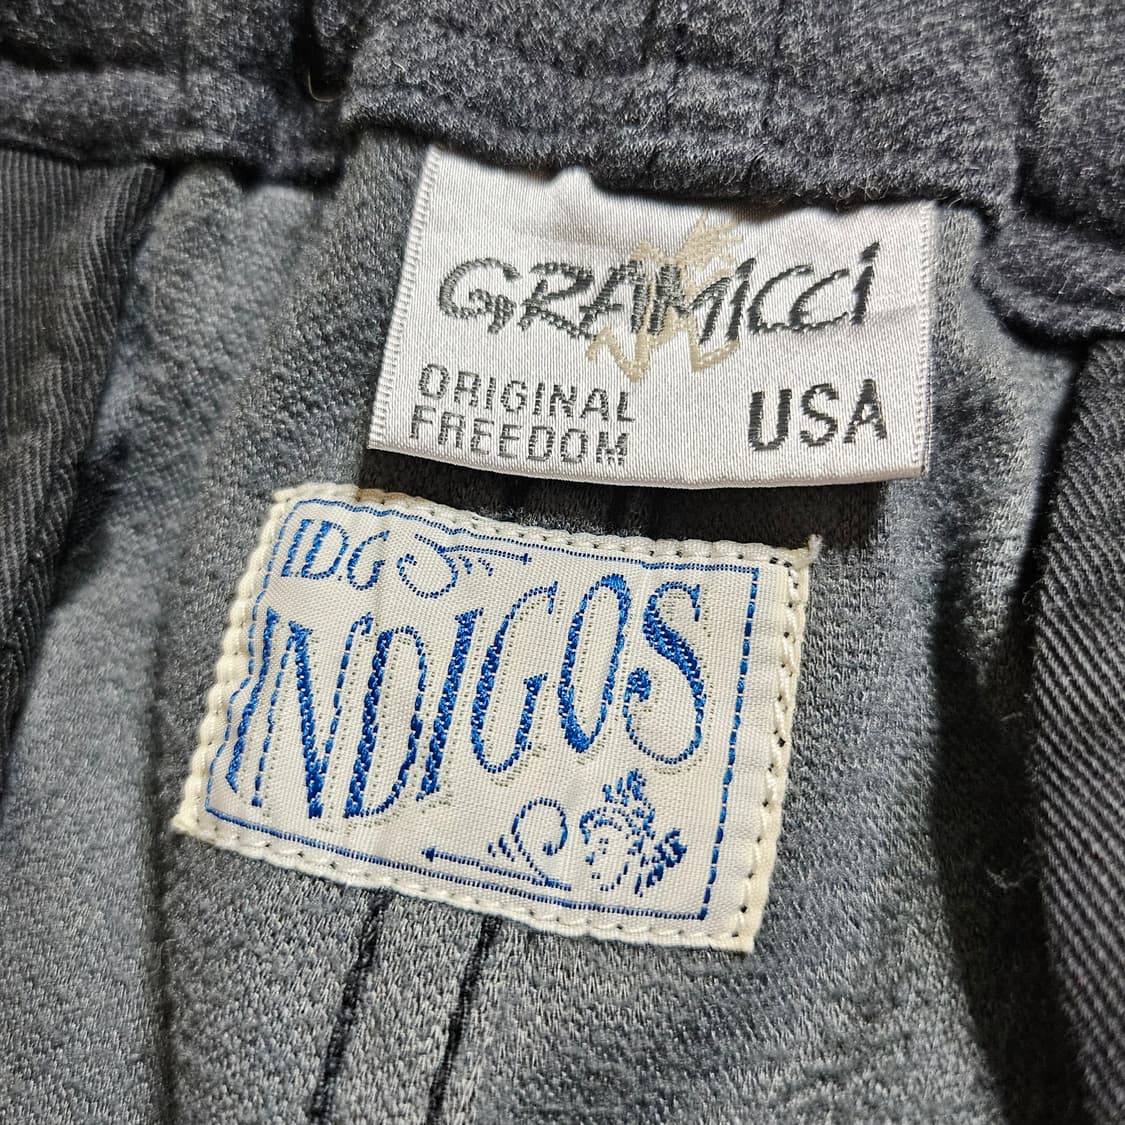 GRAMICCI
ORIGINAL
FREEDOM
USA
IDG
INDIGOS